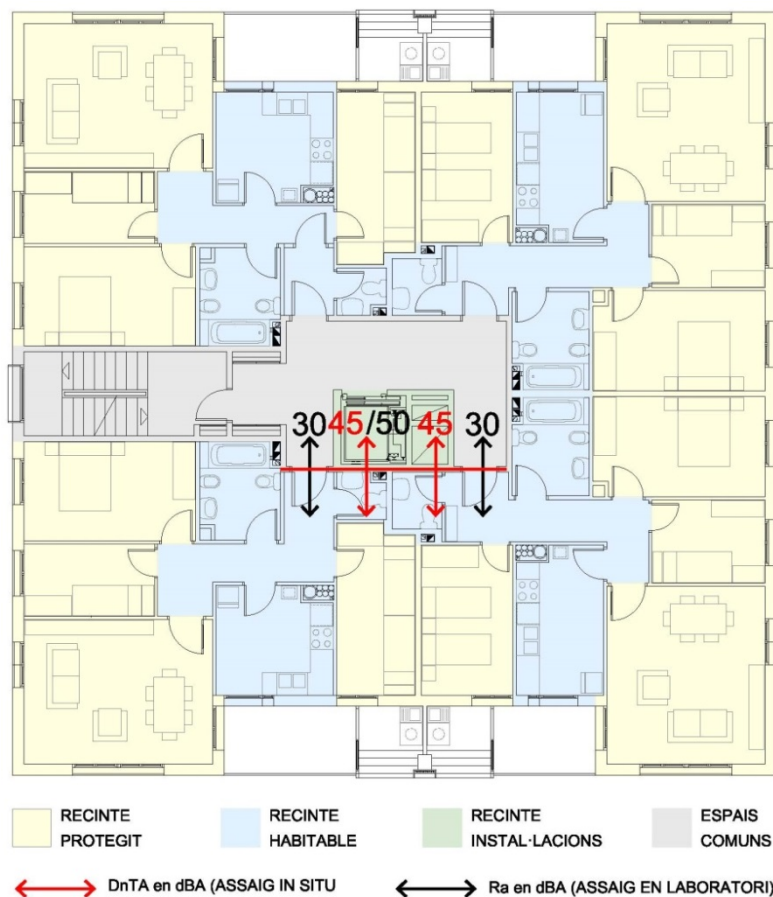 30 45/50 45 30
RECINTE PROTEGIT
RECINTE HABITABLE
RECINTE INSTAL·LACIONS
ESPAIS COMUNS
DnTA en dBA (ASSAIG IN SITU
Ra en dBA (ASSAIG EN LABORATORI)